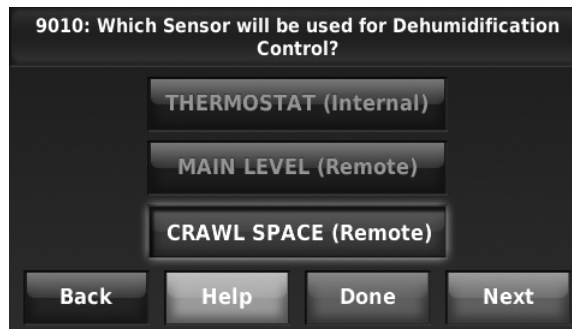 9010: Which Sensor will be used for Dehumidification
Control?
THERMOSTAT (Internal)
MAIN LEVEL (Remote)
CRAWL SPACE (Remote)
Back Help Done Next